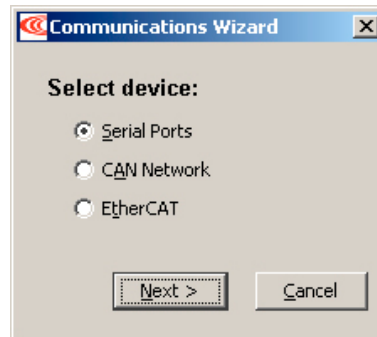 Communications Wizard
Select device:
Serial Ports
CAN Network
EtherCAT
Next >
Cancel